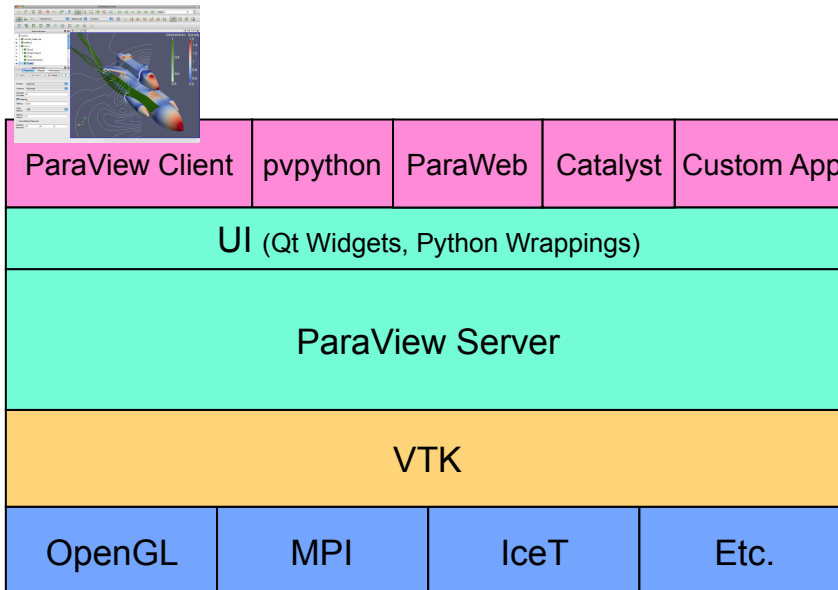 ParaView Client pvpython ParaWeb Catalyst Custom App
UI (Qt Widgets, Python Wrappings)
ParaView Server
VTK
OpenGL MPI IceT Etc.